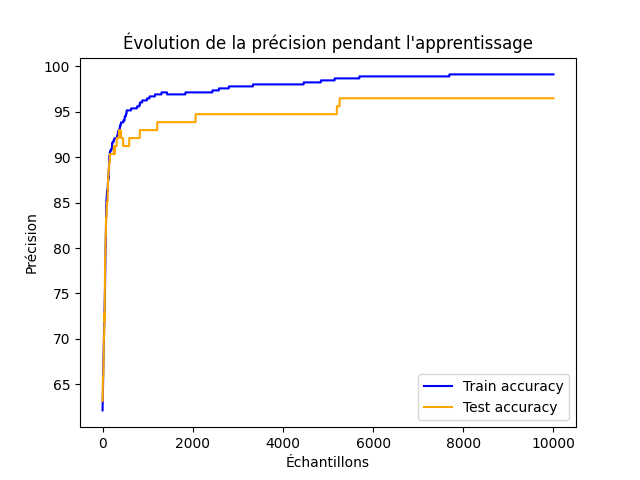 Évolution de la précision pendant l'apprentissage
100
95
90
85
80
75
70
65
Précision
0 2000 4000 6000 8000 10000
Échantillons
Train accuracy
Test accuracy